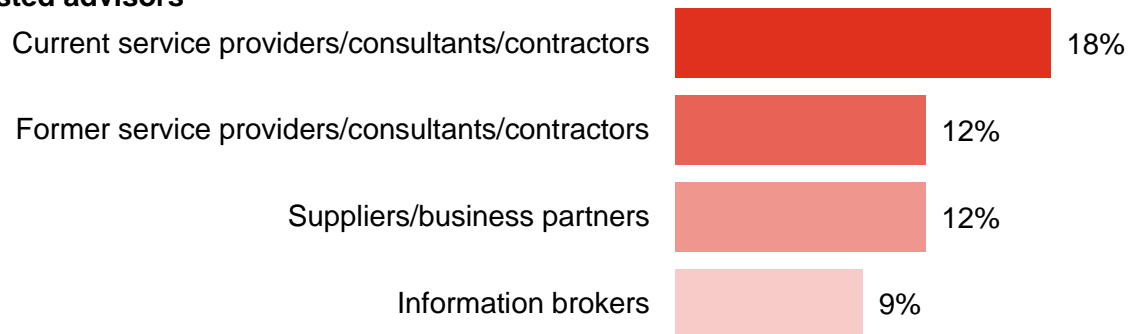 advisors
Current service providers/consultants/contractors 18%
Former service providers/consultants/contractors 12%
Suppliers/business partners 12%
Information brokers 9%